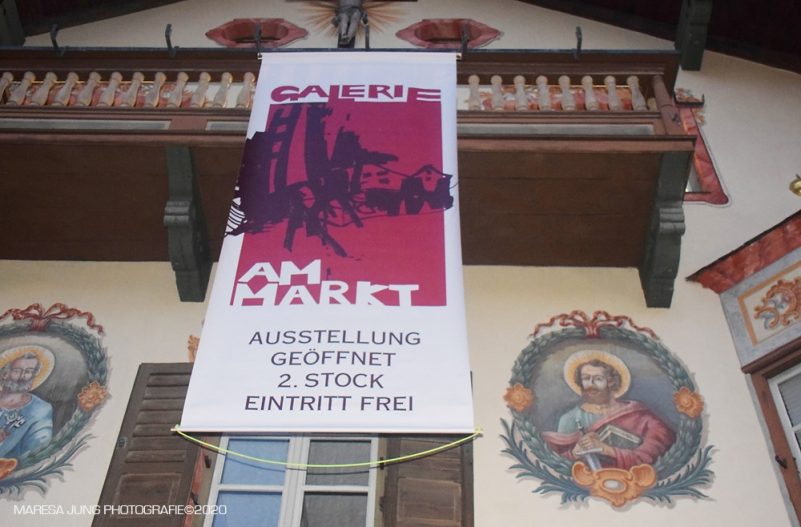 GALERIE
AM
MARKT
AUSSTELLUNG
GEÖFFNET
2. STOCK
EINTRITT FREI
MARESA JUNG PHOTOGRAFIE©2020